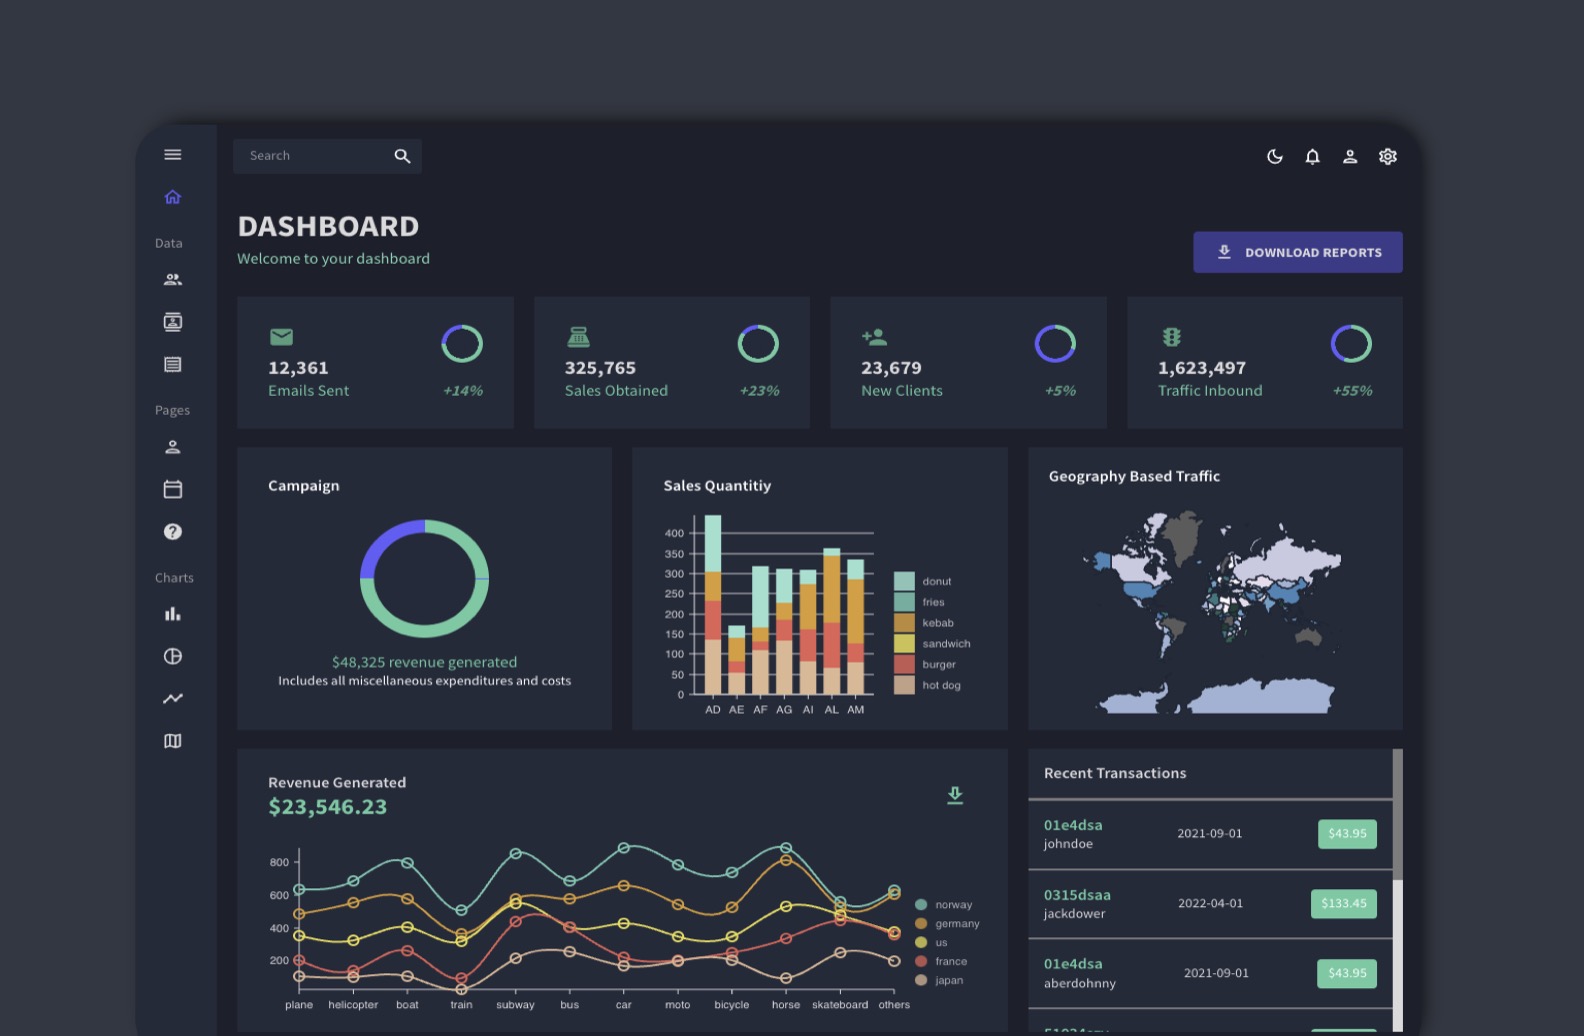 Search
Data
Pages
Charts
DASHBOARD
Welcome to your dashboard
DOWNLOAD REPORTS
12,361
Emails Sent
+14%
325,765
Sales Obtained
+23%
23,679
New Clients
+5%
1,623,497
Traffic Inbound
+55%
Campaign
$48,325 revenue generated
Includes all miscellaneous expenditures and costs
Sales Quantitiy
400
350
300
250
200
150
100
50
0
AD AE AF AG AI AL AM
donut
fries
kebab
sandwich
burger
hot dog
Geography Based Traffic
Revenue Generated
$23,546.23
800
600
400
200
plane helicopter boat train subway bus car moto bicycle horse skateboard others
norway
germany
us
france
japan
Recent Transactions
01e4dsa
johndoe
2021-09-01
$43.95
0315dsaa
jackdower
2022-04-01
$133.45
01e4dsa
aberdohnny
2021-09-01
$43.95